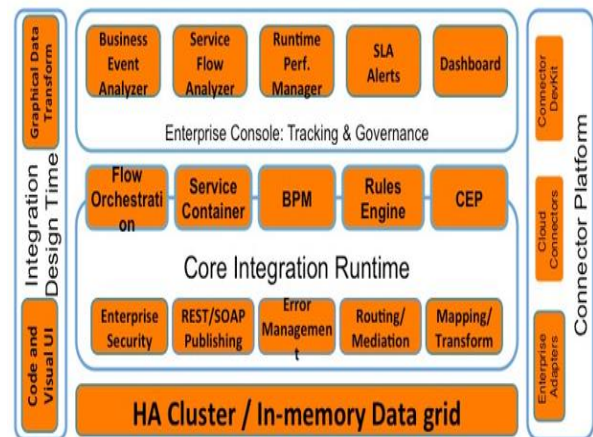 Graphical Data
Transform
Integration
Design Time
Code and
Visual UI
Business
Event
Analyzer
Service
Flow
Analyzer
Runtime
Perf.
Manager
SLA
Alerts
Dashboard
Enterprise Console: Tracking & Governance
Flow
Orchestrati
on
Service
Container
BPM
Rules
Engine
CEP
Core Integration Runtime
Enterprise
Security
REST/SOAP
Publishing
Error
Managemen
t
Routing/
Mediation
Mapping/
Transform
HA Cluster / In-memory Data grid
Connector
DevKit
Cloud
Connectors
Enterprise
Adapters
Connector Platform